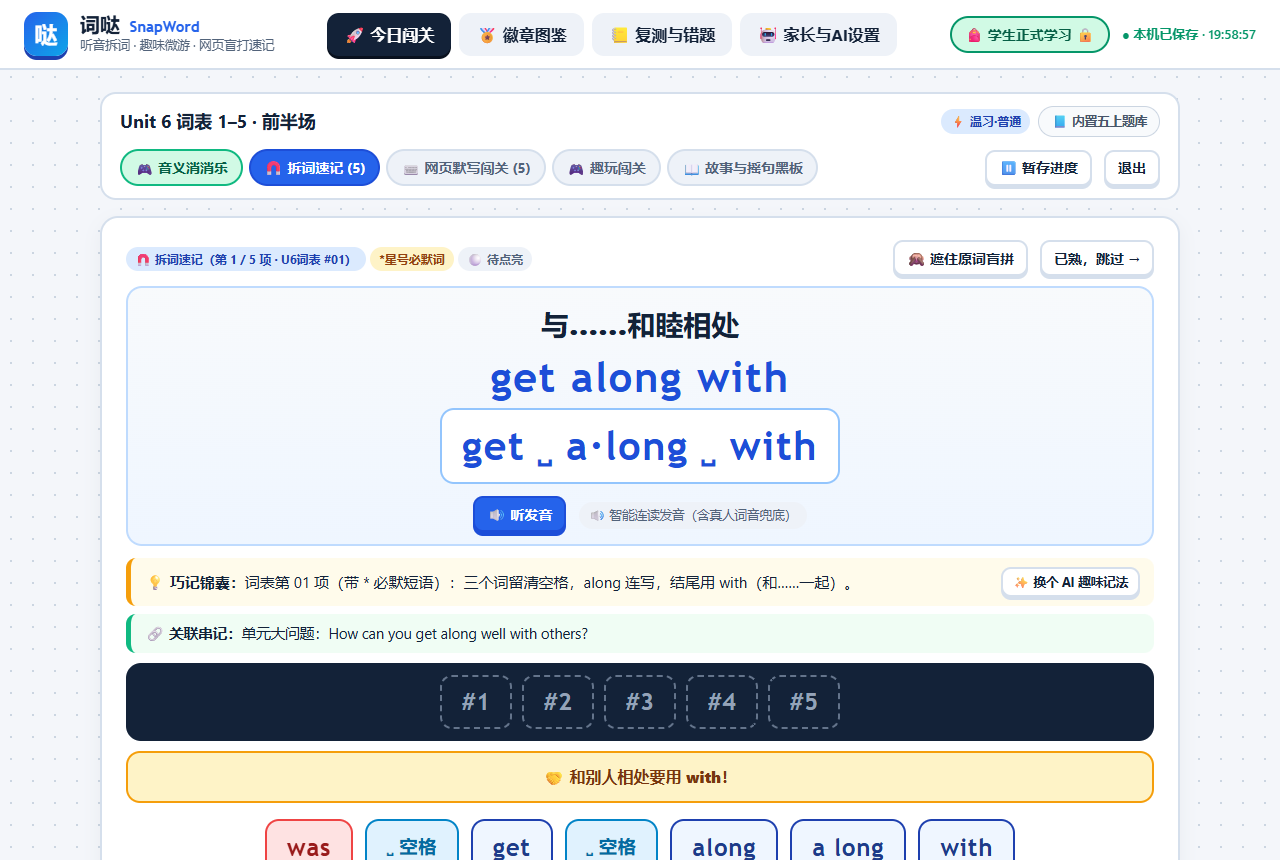 哒 词哒 SnapWord
听音拆词 · 趣味微游 · 网页盲打速记
🚀 今日闯关 🏅 徽章图鉴 📒 复测与错题 🤖 家长与AI设置
🎒 学生正式学习 🔒 ● 本机已保存 · 19:58:57
Unit 6 词表 1–5 · 前半场
⚡ 温习·普通 📘 内置五上题库
🎮 音义消消乐 🧲 拆词速记 (5) ⌨️ 网页默写闯关 (5) 🎮 趣玩闯关 📖 故事与摇句黑板
⏸️ 暂存进度 退出
🧲 拆词速记（第 1 / 5 项 · U6词表 #01） *星号必默词 🌑 待点亮
🙈 遮住原词盲拼 已熟，跳过 →
与……和睦相处
get along with
get ␣ a·long ␣ with
🔊 听发音 🔊 智能连读发音（含真人词音兜底）
💡 巧记锦囊：词表第 01 项（带 * 必默短语）：三个词留清空格，along 连写，结尾用 with（和……一起）。
✨ 换个 AI 趣味记法
🔗 关联串记：单元大问题：How can you get along well with others?
#1 #2 #3 #4 #5
🤝 和别人相处要用 with！
was ␣ 空格 get ␣ 空格 along a long with